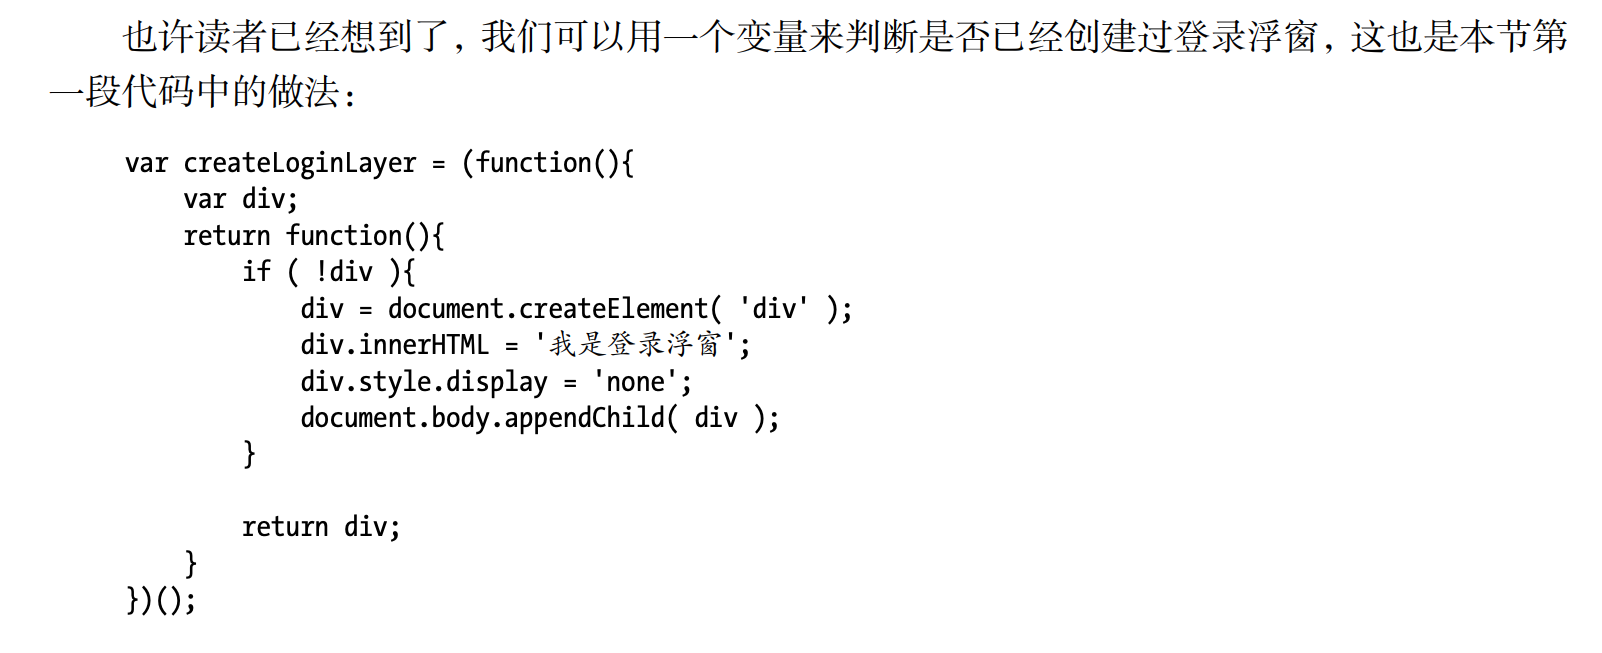 也许读者已经想到了，我们可以用一个变量来判断是否已经创建过登录浮窗，这也是本节第
一段代码中的做法：
var createLoginLayer = (function(){
    var div;
    return function(){
        if ( !div ){
            div = document.createElement( 'div' );
            div.innerHTML = '我是登录浮窗';
            div.style.display = 'none';
            document.body.appendChild( div );
        }
        return div;
    }
})();